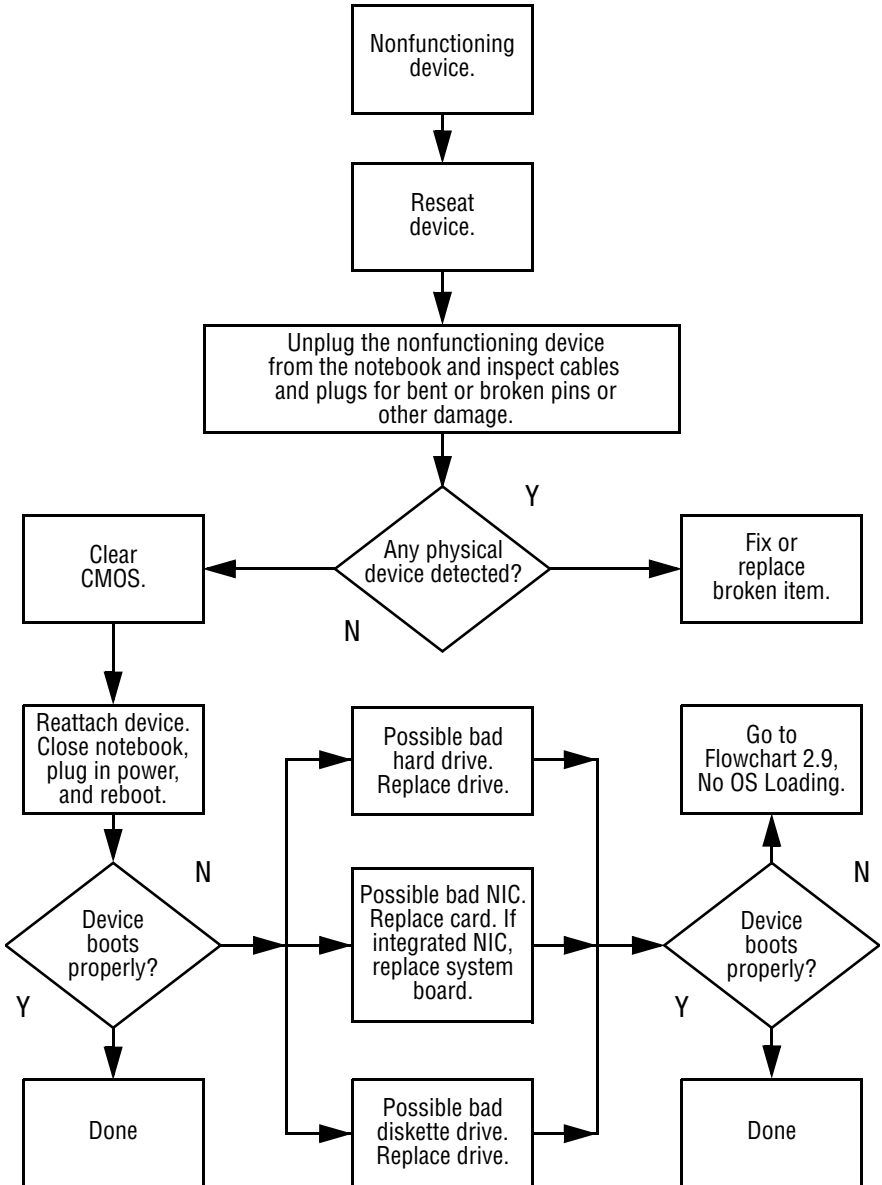 Nonfunctioning
device.
Reseat
device.
Unplug the nonfunctioning device
from the notebook and inspect cables
and plugs for bent or broken pins or
other damage.
Y
Any physical
device detected?
N
Clear
CMOS.
Fix or
replace
broken item.
Reattach device.
Close notebook,
plug in power,
and reboot.
Possible bad
hard drive.
Replace drive.
Go to
Flowchart 2.9,
No OS Loading.
N
Device
boots
properly?
Y
Possible bad NIC.
Replace card. If
integrated NIC,
replace system
board.
N
Device
boots
properly?
Y
Done
Possible bad
diskette drive.
Replace drive.
Done